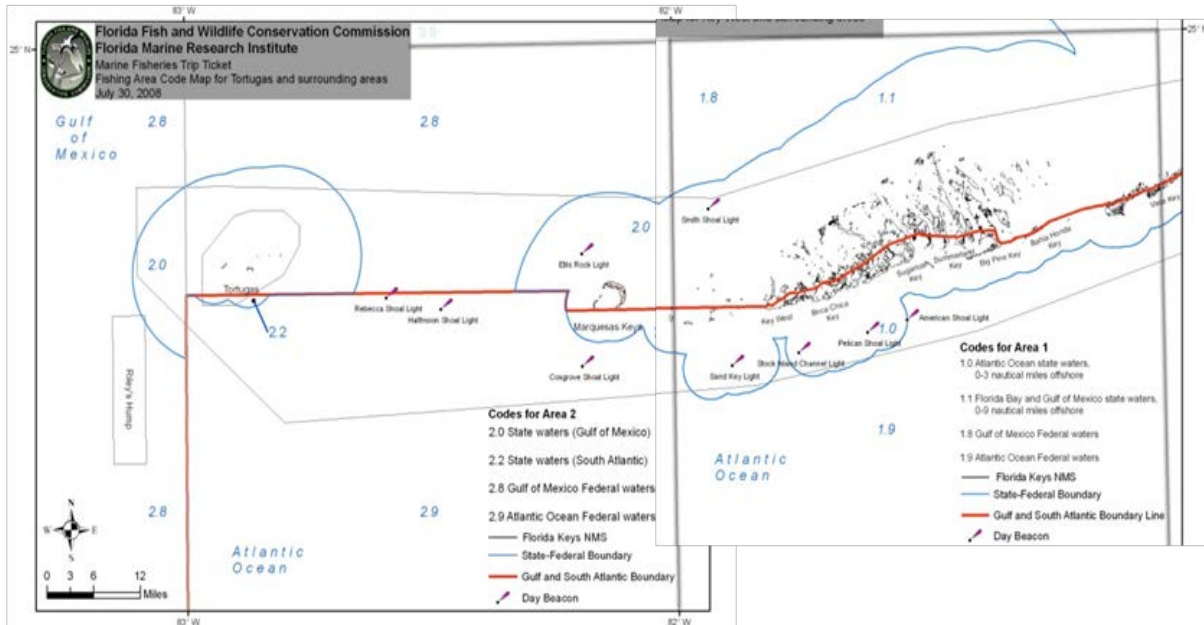 83° W
82° W
25° N
25° N
Florida Fish and Wildlife Conservation Commission
Florida Marine Research Institute
Marine Fisheries Trip Ticket
Fishing Area Code Map for Tortugas and surrounding areas
July 30, 2008
Gulf
of
Mexico
2.8
2.8
1.8
1.1
2.0
2.0
Smith Shoal Light
Ellis Rock Light
Vaca Key
Bahia Honda
Key
Big Pine Key
Summerland
Key
Sugarloaf
Key
Boca Chica
Key
Key West
Tortugas
2.2
Rebecca Shoal Light
Halfmoon Shoal Light
Marquesas Keys
Cosgrove Shoal Light
Sand Key Light
Stock Island Channel Light
Pelican Shoal Light
American Shoal Light
1.0
Riley's Hump
Codes for Area 1
1.0 Atlantic Ocean state waters,
0-3 nautical miles offshore
1.1 Florida Bay and Gulf of Mexico state waters,
0-9 nautical miles offshore
1.8 Gulf of Mexico Federal waters
1.9 Atlantic Ocean Federal waters
Florida Keys NMS
State-Federal Boundary
Gulf and South Atlantic Boundary Line
Day Beacon
1.9
Atlantic
Ocean
Codes for Area 2
2.0 State waters (Gulf of Mexico)
2.2 State waters (South Atlantic)
2.8 Gulf of Mexico Federal waters
2.9 Atlantic Ocean Federal waters
Florida Keys NMS
State-Federal Boundary
Gulf and South Atlantic Boundary
Day Beacon
2.8
2.9
Atlantic
Ocean
N
W
E
S
0 3 6 12
Miles
83° W
82° W